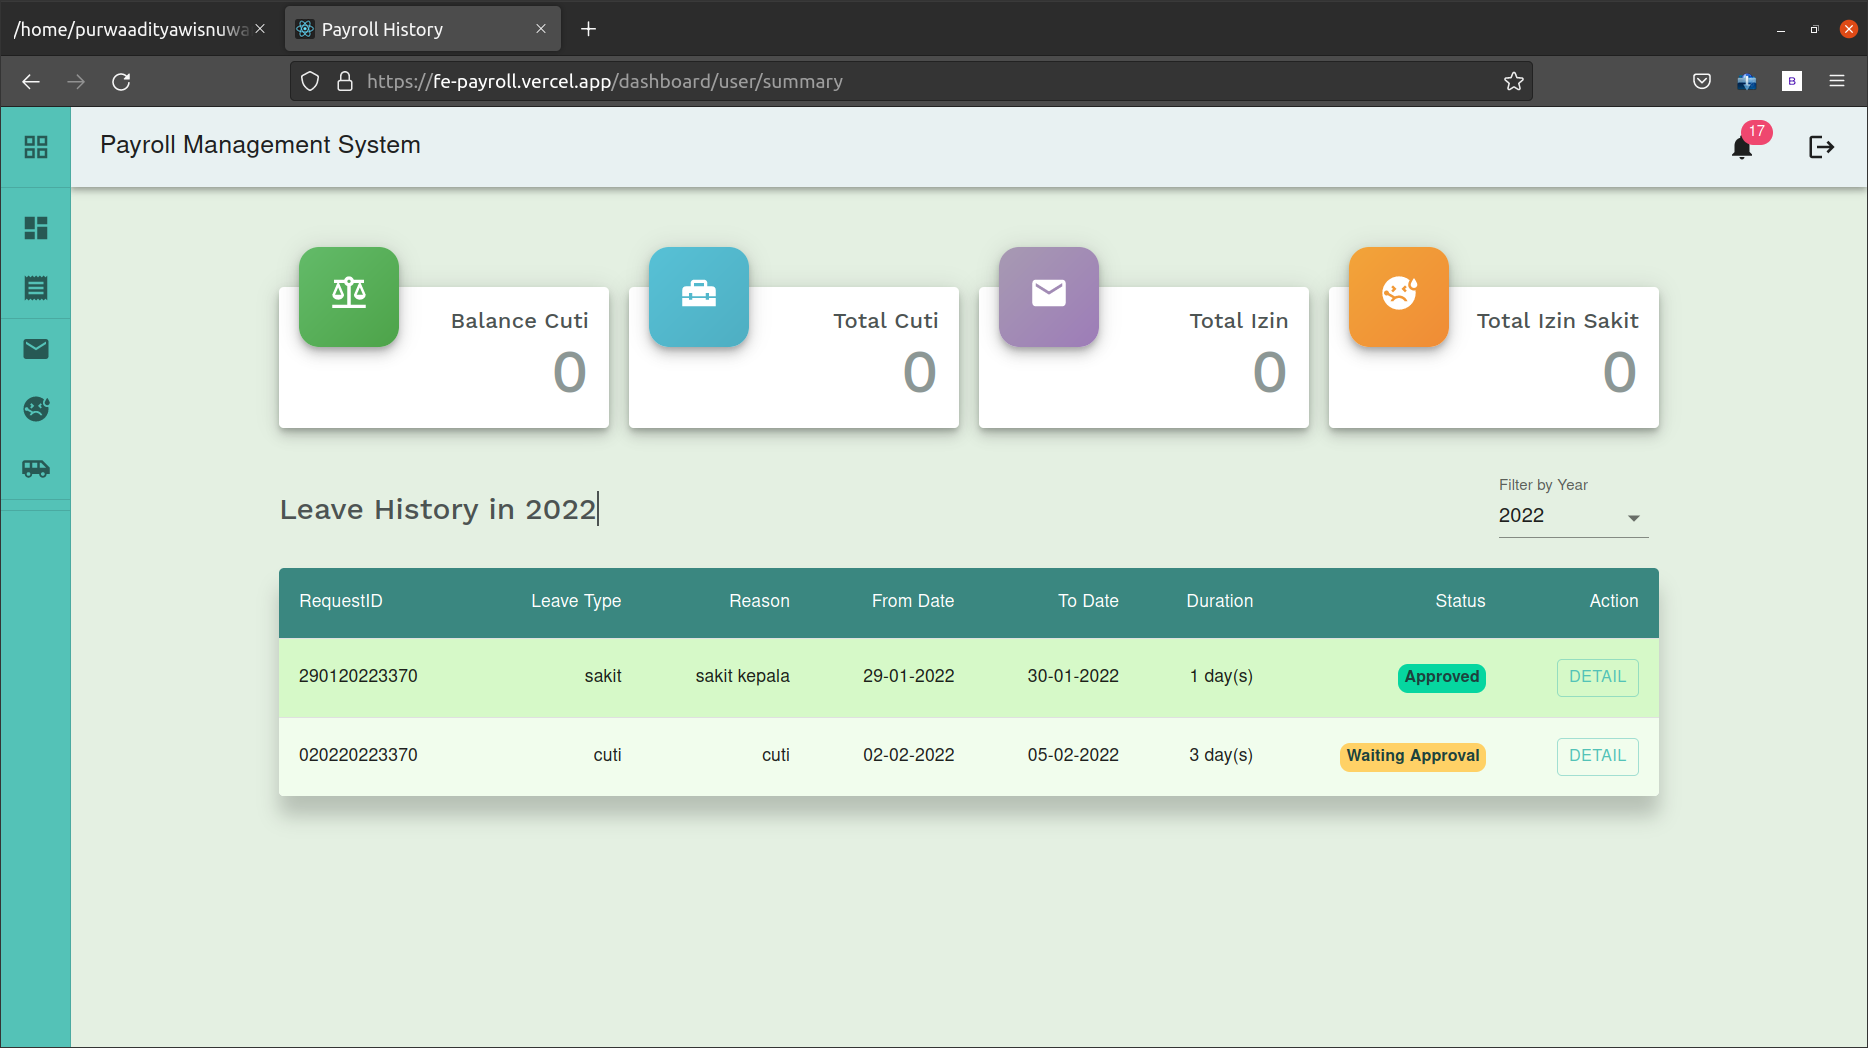 /home/purwaadityawisnuwa
Payroll History
https://fe-payroll.vercel.app/dashboard/user/summary
B
Payroll Management System
17
Balance Cuti
0
Total Cuti
0
Total Izin
0
Total Izin Sakit
0
Leave History in 2022
Filter by Year
2022
RequestID Leave Type Reason From Date To Date Duration Status Action
290120223370 sakit sakit kepala 29-01-2022 30-01-2022 1 day(s) Approved DETAIL
020220223370 cuti cuti 02-02-2022 05-02-2022 3 day(s) Waiting Approval DETAIL